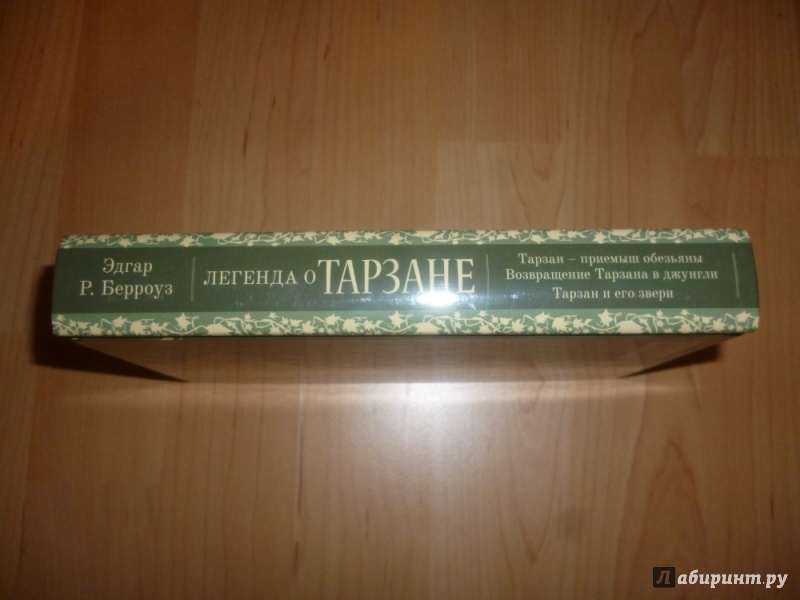 Эдгар
Р. Берроуз
ЛЕГЕНДА О ТАРЗАНЕ
Тарзан – приемыш обезьяны
Возвращение Тарзана в джунгли
Тарзан и его звери
Лабиринт.ру